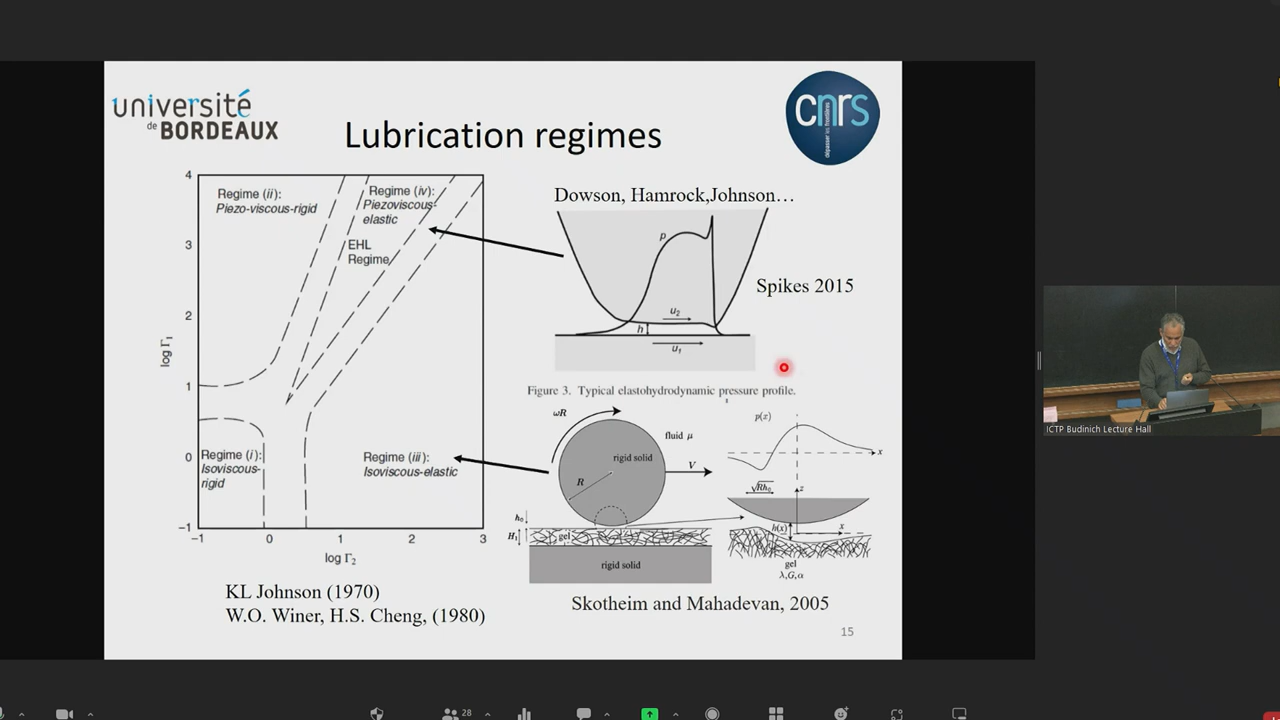 université
de BORDEAUX
Lubrication regimes
cnrs
dépasser les frontières
4
3
2
1
0
−1
log Γ1
Regime (ii):
Piezo-viscous-rigid
Regime (iv):
Piezoviscous-
elastic
EHL
Regime
Regime (i):
Isoviscous-
rigid
Regime (iii):
Isoviscous-elastic
−1
0
1
2
3
log Γ2
KL Johnson (1970)
W.O. Winer, H.S. Cheng, (1980)
Dowson, Hamrock,Johnson…
p
u2
h
u1
Spikes 2015
Figure 3. Typical elastohydrodynamic pressure profile.
ωR
fluid μ
rigid solid
R
V
h0
H1
gel
rigid solid
p(x)
x
√Rh0
z
h(x)
x
gel
λ,G,α
Skotheim and Mahadevan, 2005
15
ICTP Budinich Lecture Hall
28